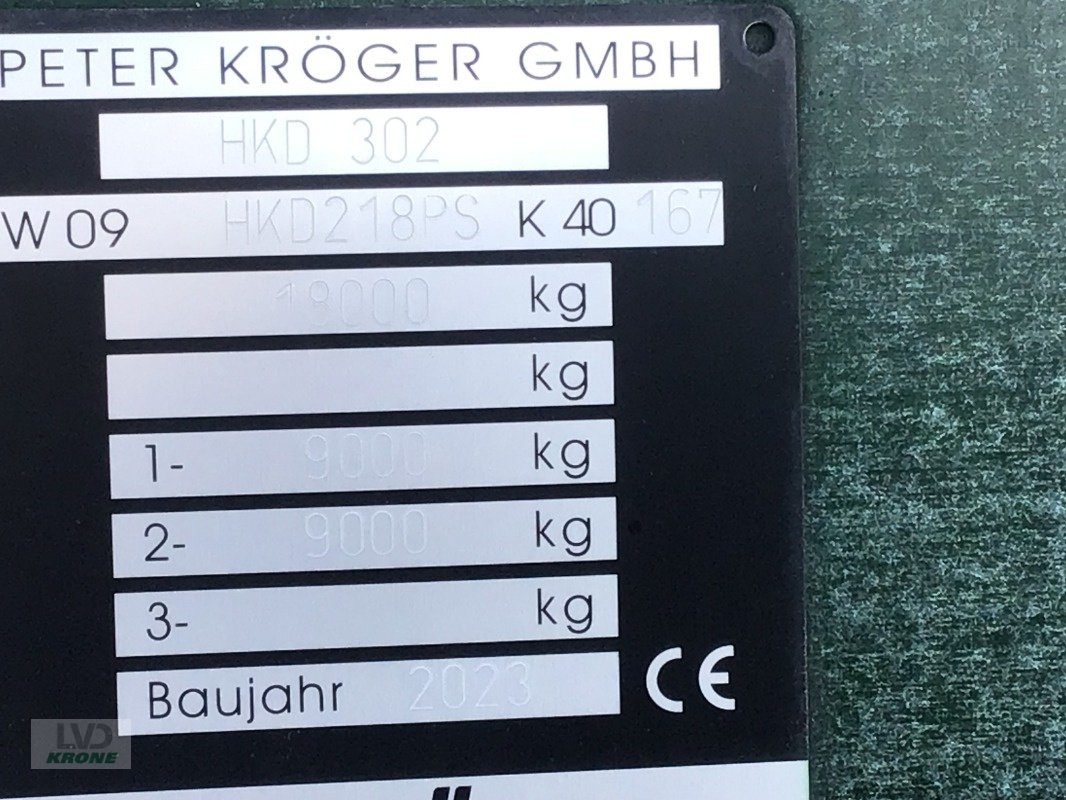 PETER KRÖGER GMBH
HKD 302
W 09 HKD218PS K 40 167
18000 kg
kg
1- 9000 kg
2- 9000 kg
3- kg
Baujahr 2023 CE
LVD
KRONE